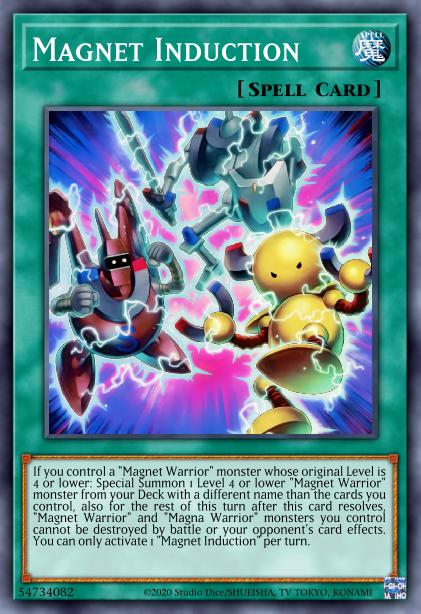 Magnet Induction
SPELL
魔
[Spell Card]
If you control a "Magnet Warrior" monster whose original Level is
4 or lower: Special Summon 1 Level 4 or lower "Magnet Warrior"
monster from your Deck with a different name than the cards you
control, also for the rest of this turn after this card resolves,
"Magnet Warrior" and "Magna Warrior" monsters you control
cannot be destroyed by battle or your opponent's card effects.
You can only activate 1 "Magnet Induction" per turn.
54734082
©2020 Studio Dice/SHUEISHA, TV TOKYO, KONAMI